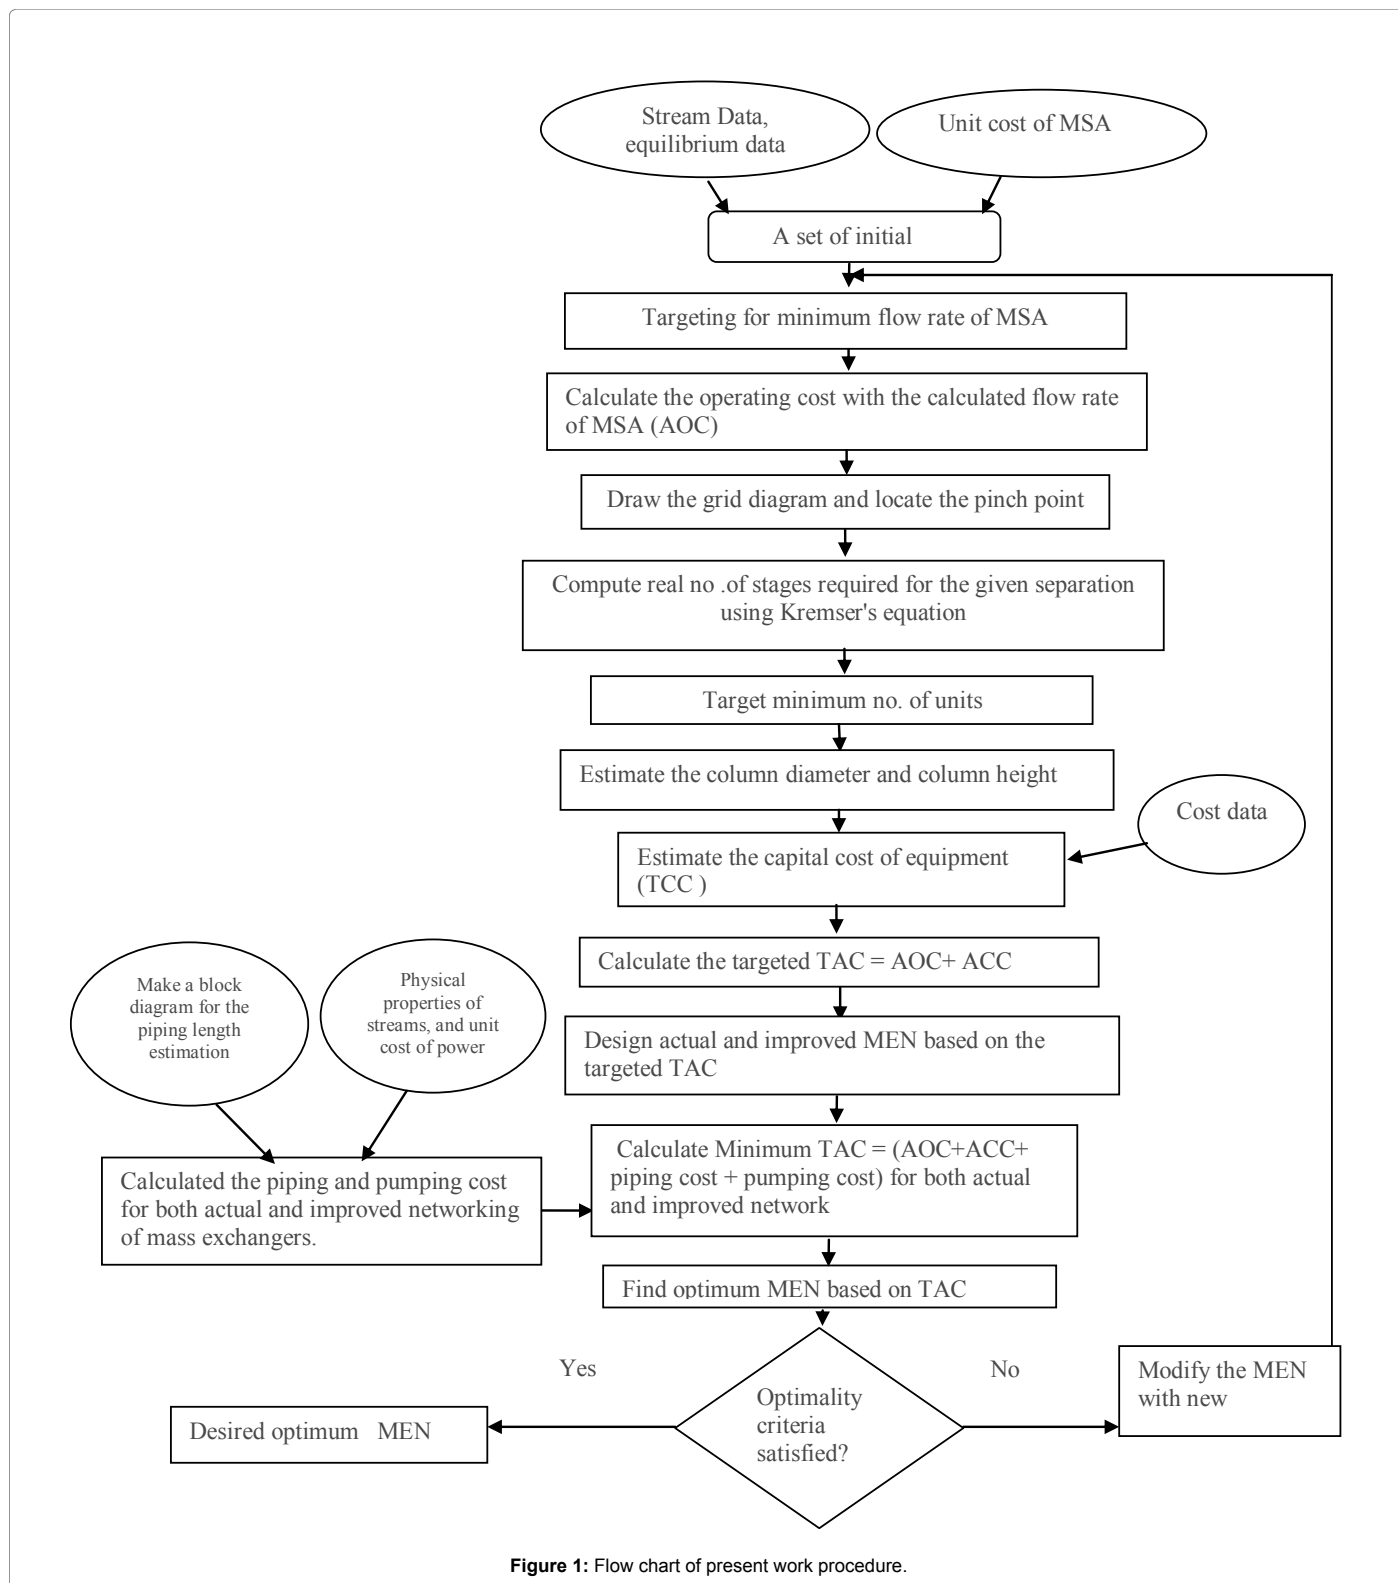 Stream Data,
equilibrium data
Unit cost of MSA
A set of initial
Targeting for minimum flow rate of MSA
Calculate the operating cost with the calculated flow rate
of MSA (AOC)
Draw the grid diagram and locate the pinch point
Compute real no .of stages required for the given separation
using Kremser's equation
Target minimum no. of units
Estimate the column diameter and column height
Cost data
Estimate the capital cost of equipment
(TCC )
Calculate the targeted TAC = AOC+ ACC
Make a block
diagram for the
piping length
estimation
Physical
properties of
streams, and unit
cost of power
Design actual and improved MEN based on the
targeted TAC
Calculated the piping and pumping cost
for both actual and improved networking
of mass exchangers.
Calculate Minimum TAC = (AOC+ACC+
piping cost + pumping cost) for both actual
and improved network
Find optimum MEN based on TAC
Yes
No
Optimality
criteria
satisfied?
Modify the MEN
with new
Desired optimum MEN
Figure 1: Flow chart of present work procedure.